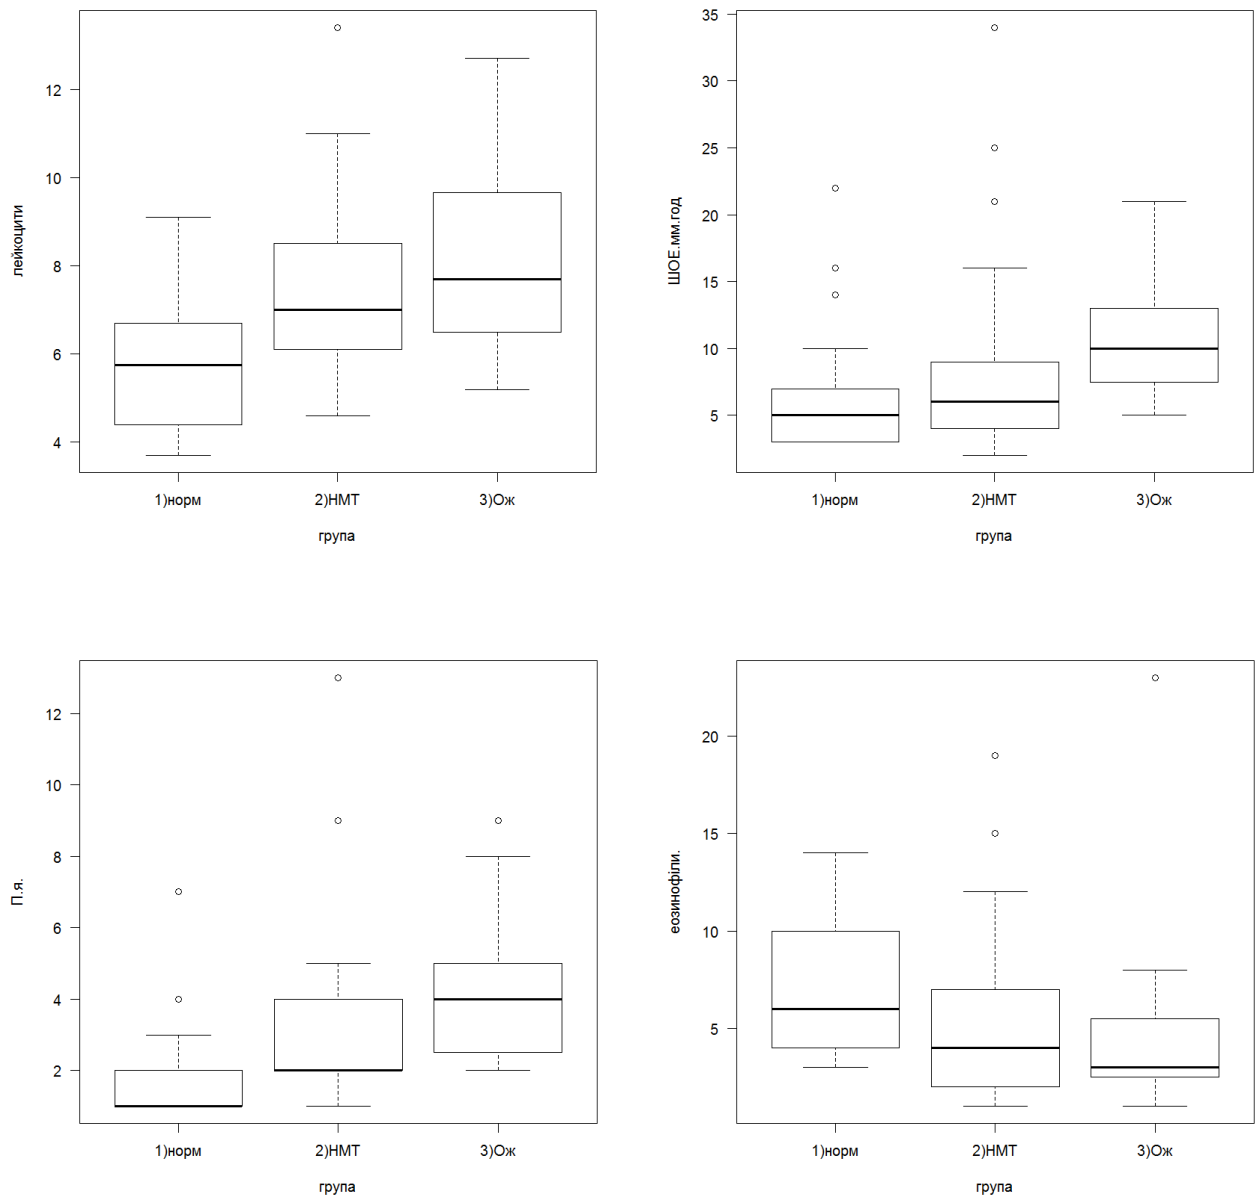 лейкоцити
12
10
8
6
4
1)норм 2)НМТ 3)Ож
група
ШОЕ.мм.год
35
30
25
20
15
10
5
1)норм 2)НМТ 3)Ож
група
П.я.
12
10
8
6
4
2
1)норм 2)НМТ 3)Ож
група
еозинофіли.
20
15
10
5
1)норм 2)НМТ 3)Ож
група